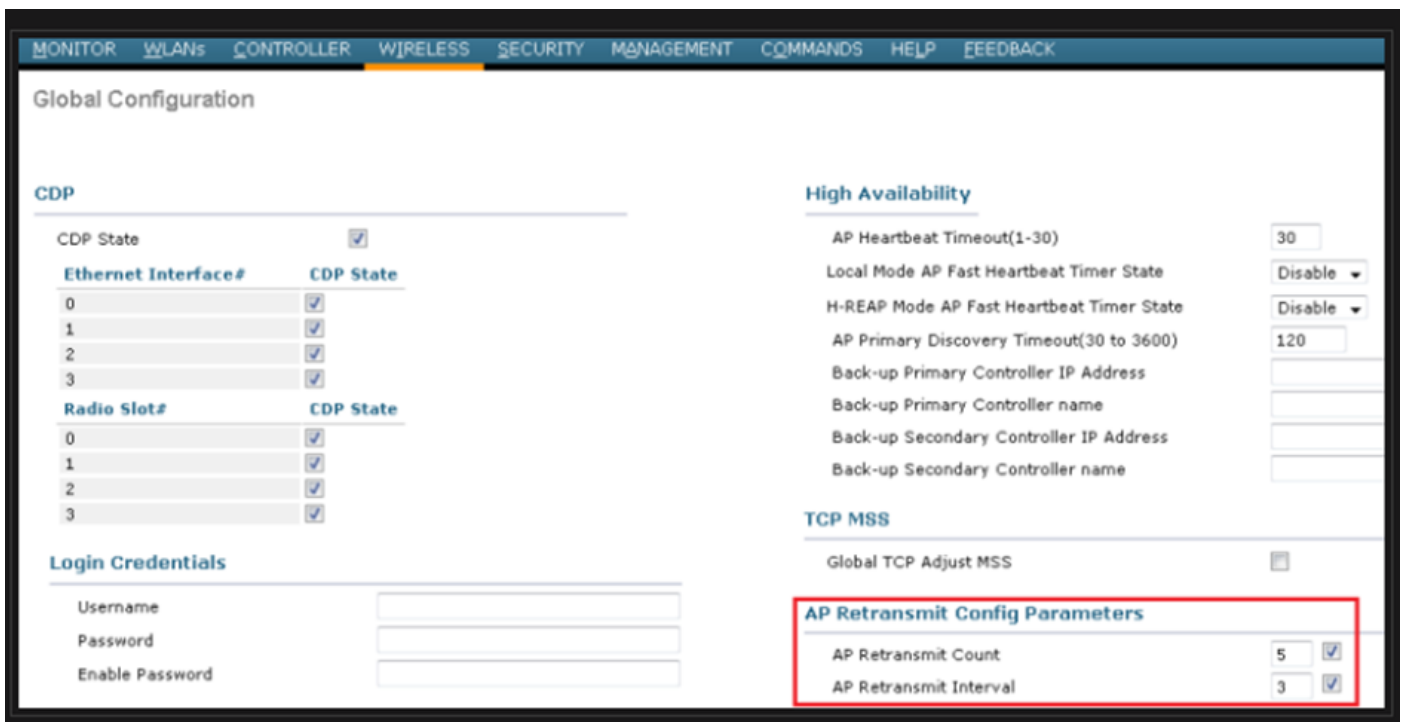 MONITOR WLANs CONTROLLER WIRELESS SECURITY MANAGEMENT COMMANDS HELP FEEDBACK
Global Configuration
CDP
CDP State
Ethernet Interface# CDP State
0
1
2
3
Radio Slot# CDP State
0
1
2
3
Login Credentials
Username
Password
Enable Password
High Availability
AP Heartbeat Timeout(1-30) 30
Local Mode AP Fast Heartbeat Timer State Disable
H-REAP Mode AP Fast Heartbeat Timer State Disable
AP Primary Discovery Timeout(30 to 3600) 120
Back-up Primary Controller IP Address
Back-up Primary Controller name
Back-up Secondary Controller IP Address
Back-up Secondary Controller name
TCP MSS
Global TCP Adjust MSS
AP Retransmit Config Parameters
AP Retransmit Count 5
AP Retransmit Interval 3